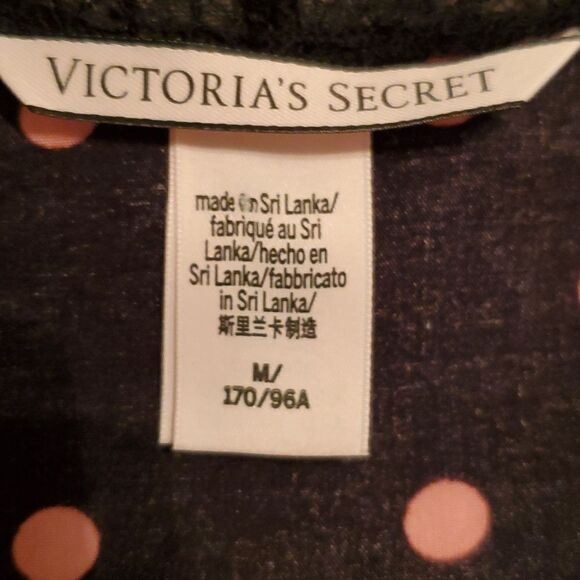 VICTORIA'S SECRET
made in Sri Lanka/
fabriqué au Sri
Lanka/hecho en
Sri Lanka/fabbricato
in Sri Lanka/
斯里兰卡制造
M/
170/96A